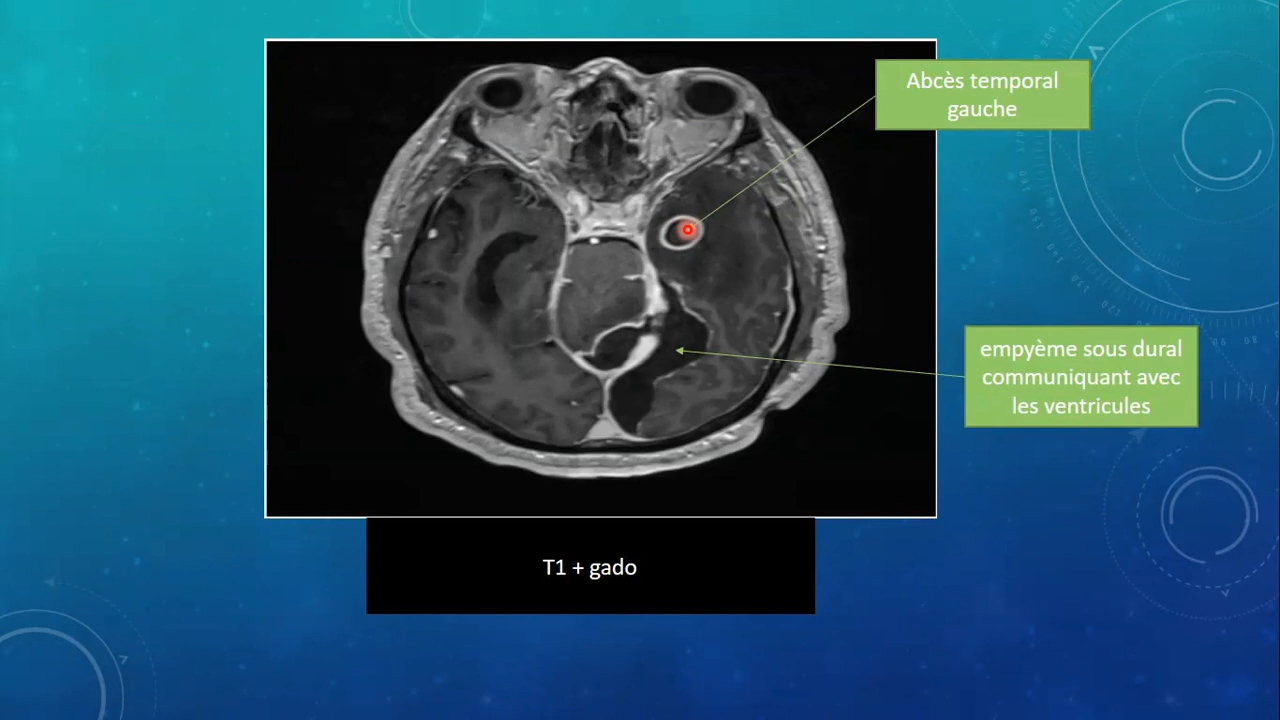 Abcès temporal
gauche
empyème sous dural
communiquant avec
les ventricules
T1 + gado